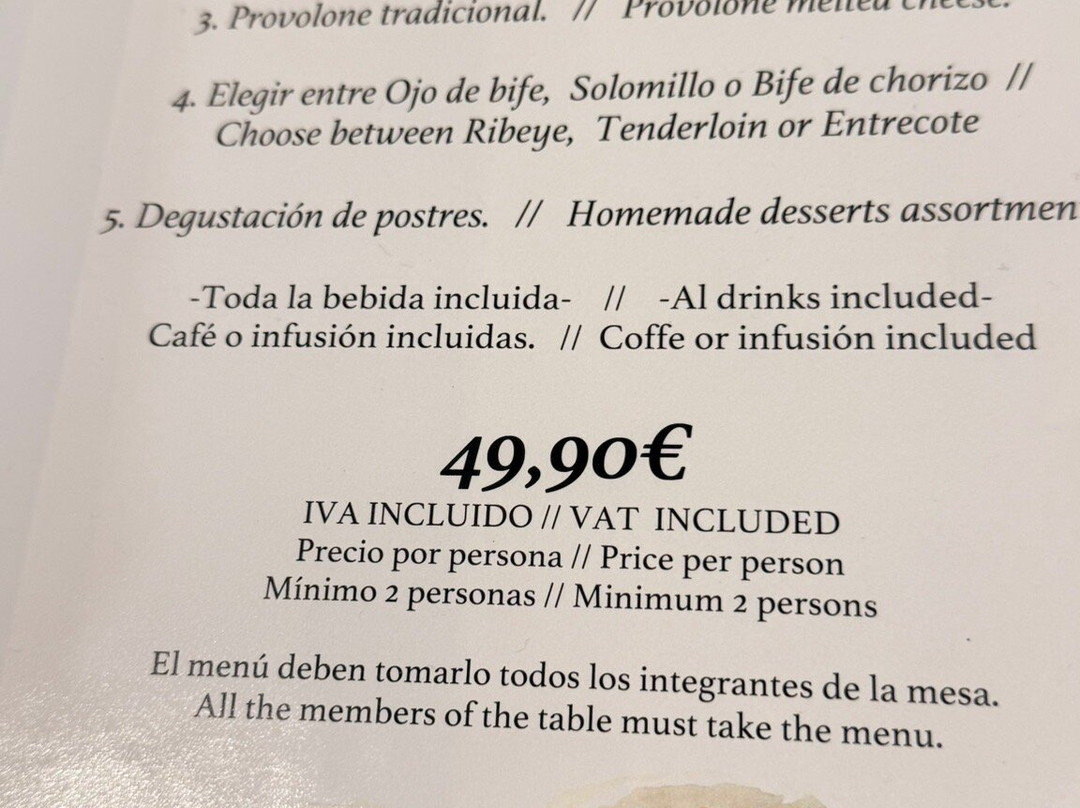 3. Provolone tradicional. // Provolone melted cheese.
4. Elegir entre Ojo de bife, Solomillo o Bife de chorizo //
Choose between Ribeye, Tenderloin or Entrecote
5. Degustación de postres. // Homemade desserts assortmen
-Toda la bebida incluida- // -Al drinks included-
Café o infusión incluidas. // Coffe or infusión included
49,90€
IVA INCLUIDO // VAT INCLUDED
Precio por persona // Price per person
Mínimo 2 personas // Minimum 2 persons
El menú deben tomarlo todos los integrantes de la mesa.
All the members of the table must take the menu.